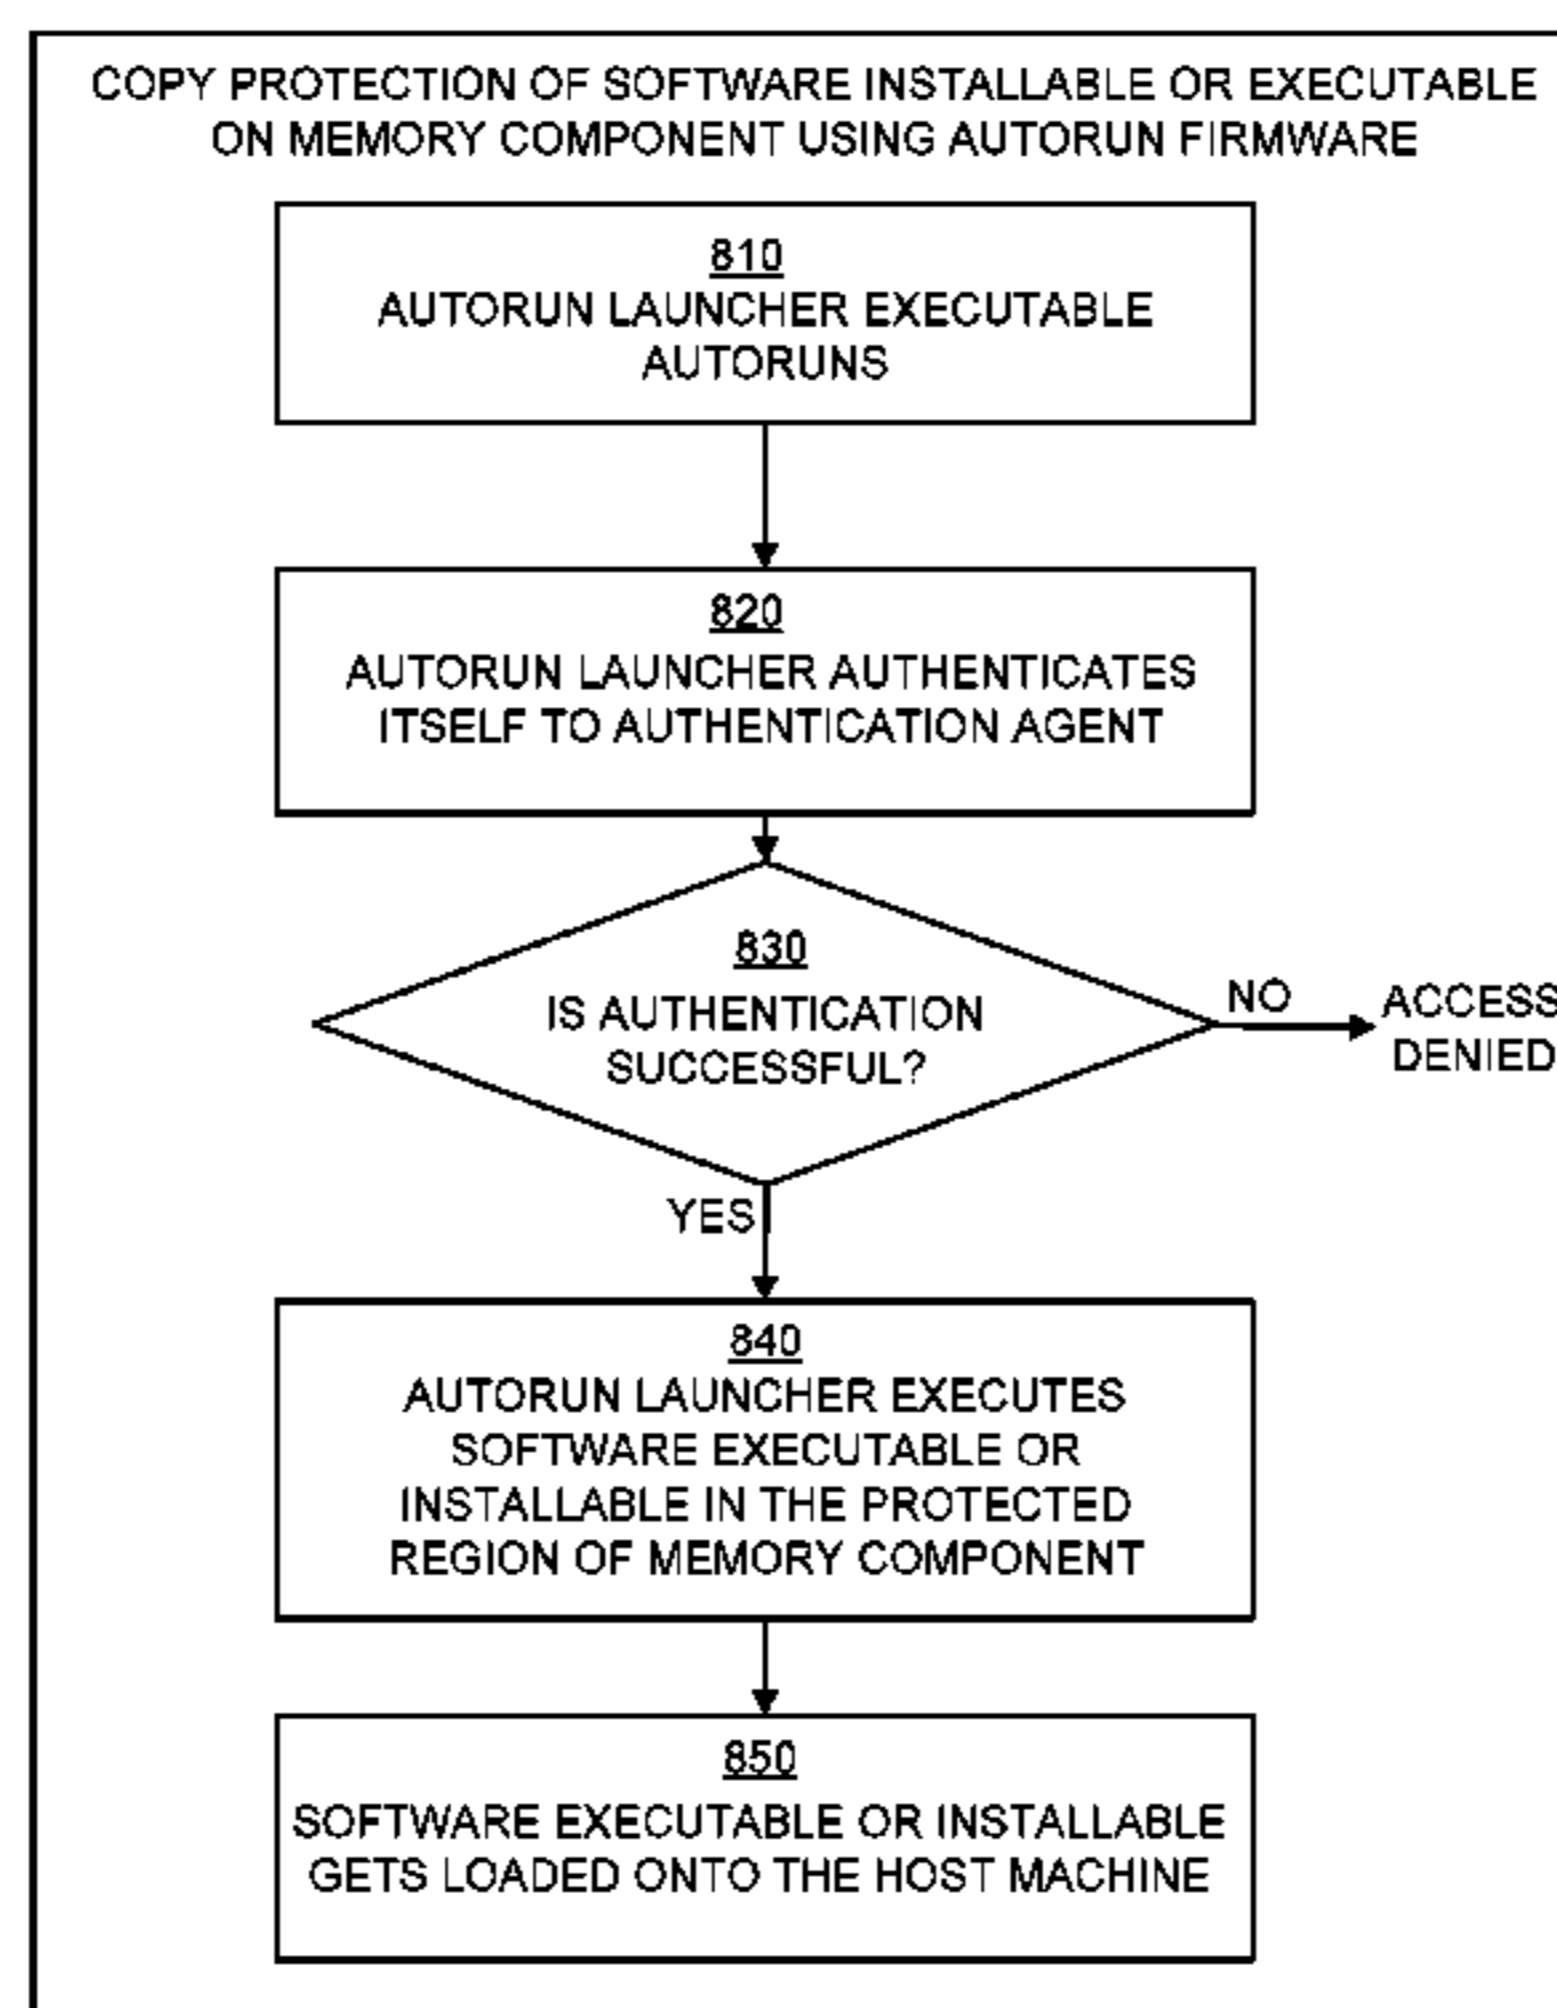 COPY PROTECTION OF SOFTWARE INSTALLABLE OR EXECUTABLE
ON MEMORY COMPONENT USING AUTORUN FIRMWARE
810
AUTORUN LAUNCHER EXECUTABLE
AUTORUNS
820
AUTORUN LAUNCHER AUTHENTICATES
ITSELF TO AUTHENTICATION AGENT
830
IS AUTHENTICATION
SUCCESSFUL?
NO
ACCESS
DENIED
YES
840
AUTORUN LAUNCHER EXECUTES
SOFTWARE EXECUTABLE OR
INSTALLABLE IN THE PROTECTED
REGION OF MEMORY COMPONENT
850
SOFTWARE EXECUTABLE OR INSTALLABLE
GETS LOADED ONTO THE HOST MACHINE